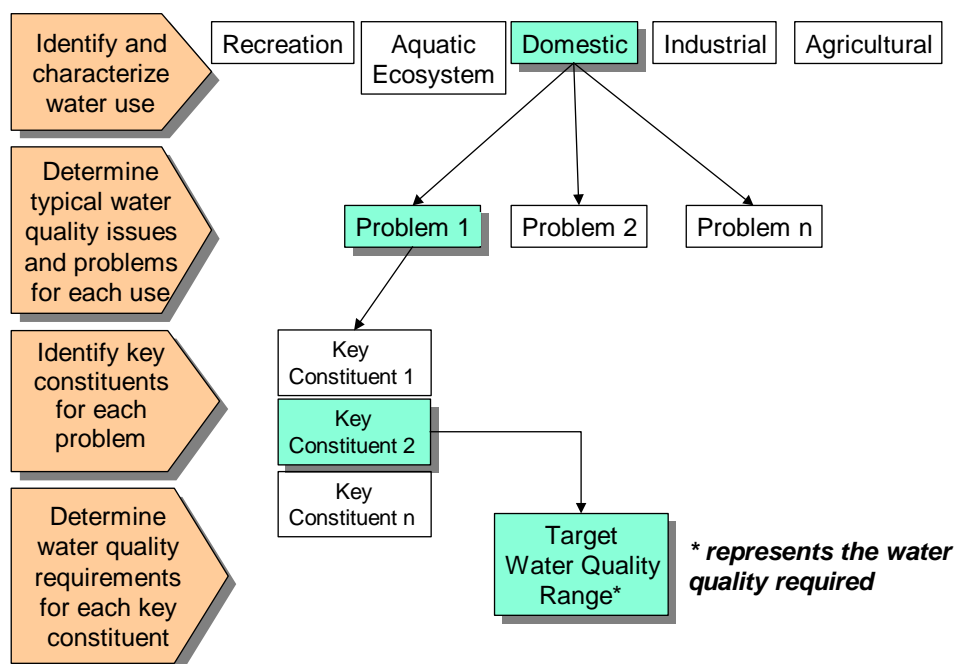 Identify and
characterize
water use
Recreation
Aquatic
Ecosystem
Domestic
Industrial
Agricultural
Determine
typical water
quality issues
and problems
for each use
Problem 1
Problem 2
Problem n
Identify key
constituents
for each
problem
Key
Constituent 1
Key
Constituent 2
Key
Constituent n
Determine
water quality
requirements
for each key
constituent
Target
Water Quality
Range*
* represents the water
quality required